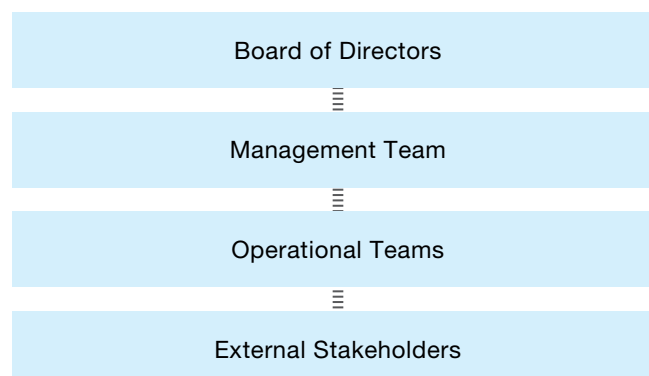 Board of Directors
Management Team
Operational Teams
External Stakeholders